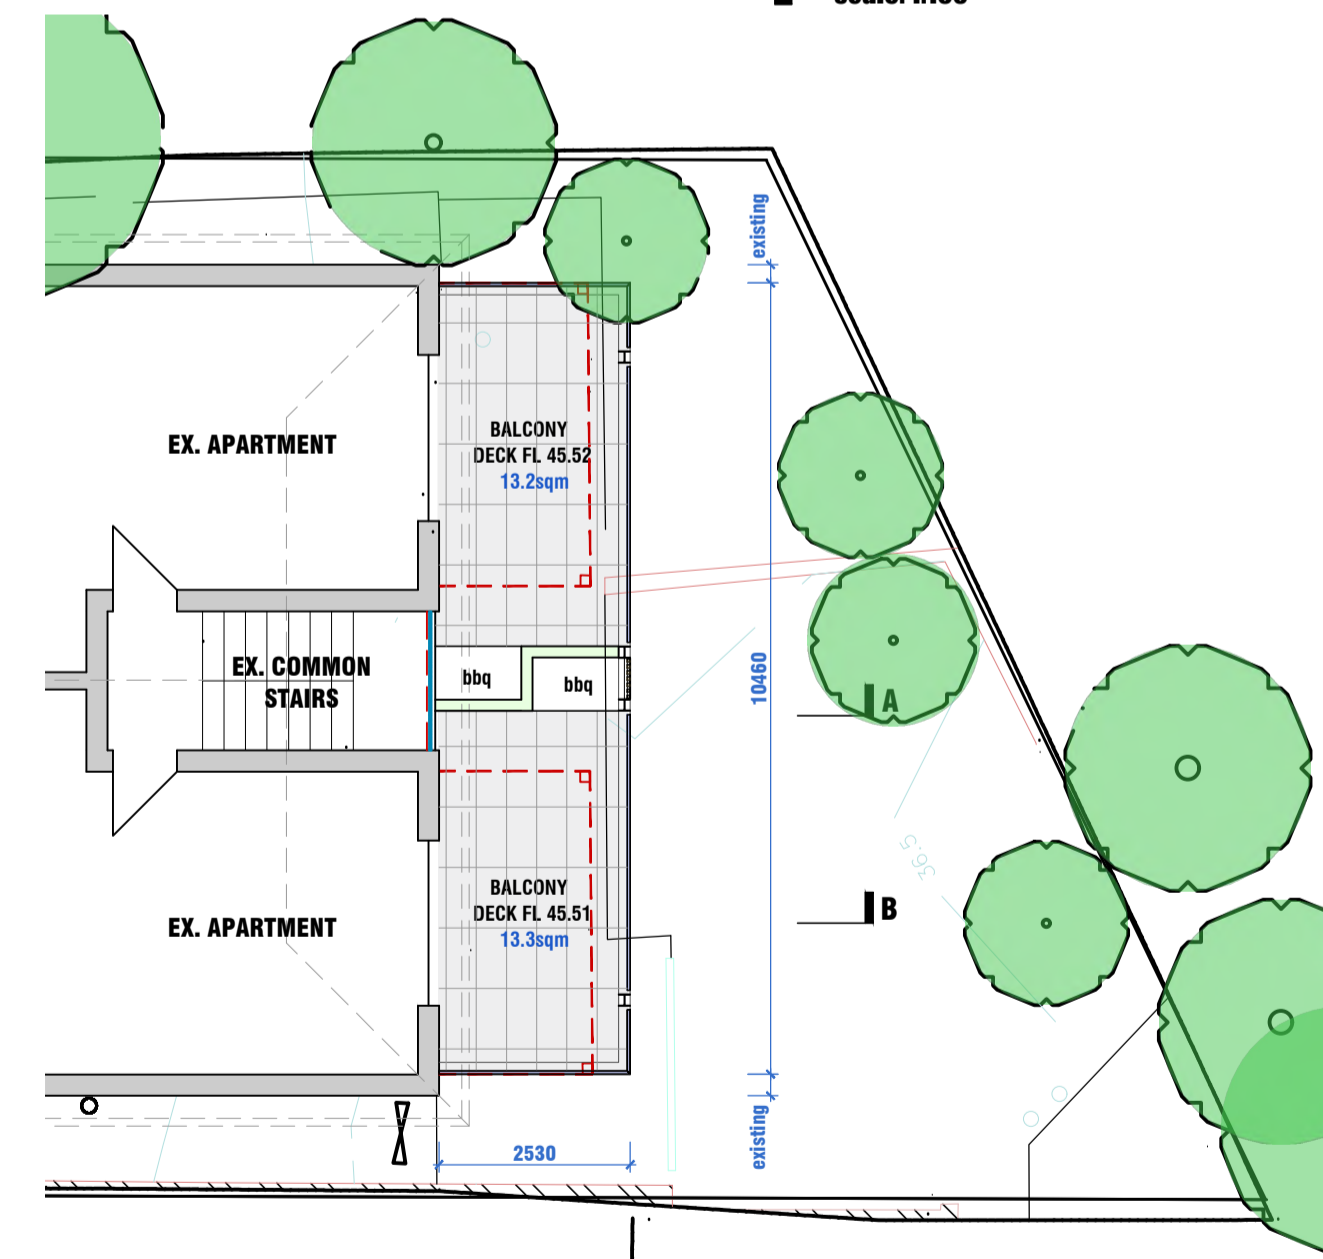 existing
EX. APARTMENT
BALCONY
DECK FL 45.52
13.2sqm
EX. COMMON
STAIRS
bbq
bbq
10460
A
36.5
B
EX. APARTMENT
BALCONY
DECK FL 45.51
13.3sqm
existing
2530